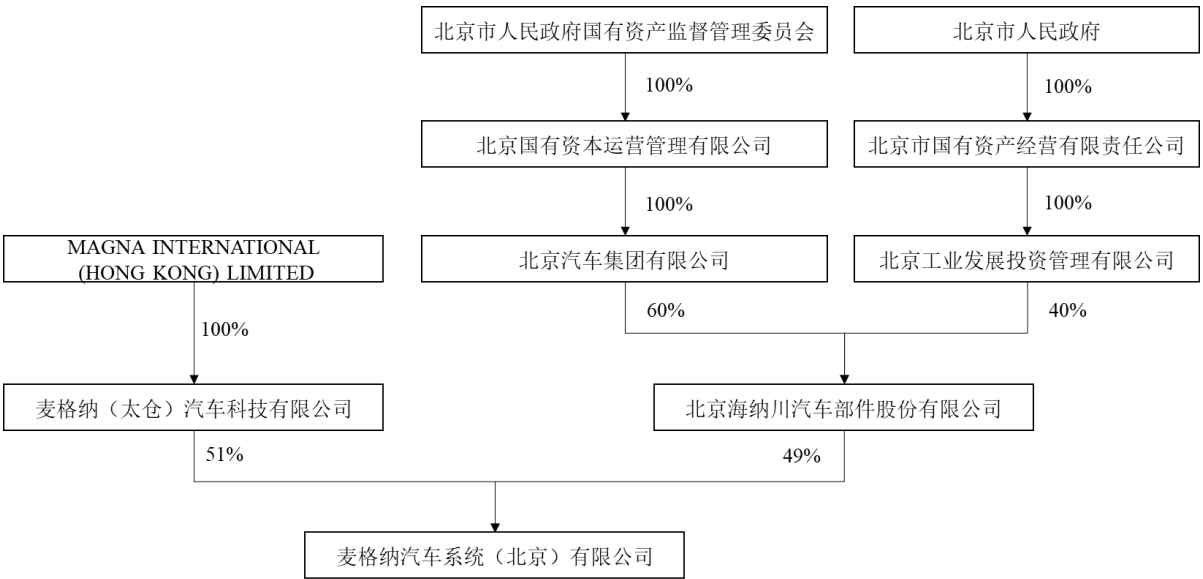 北京市人民政府国有资产监督管理委员会
北京市人民政府
100%
100%
北京国有资本运营管理有限公司
北京市国有资产经营有限责任公司
100%
100%
MAGNA INTERNATIONAL
(HONG KONG) LIMITED
北京汽车集团有限公司
北京工业发展投资管理有限公司
60%
40%
100%
麦格纳（太仓）汽车科技有限公司
北京海纳川汽车部件股份有限公司
51%
49%
麦格纳汽车系统（北京）有限公司